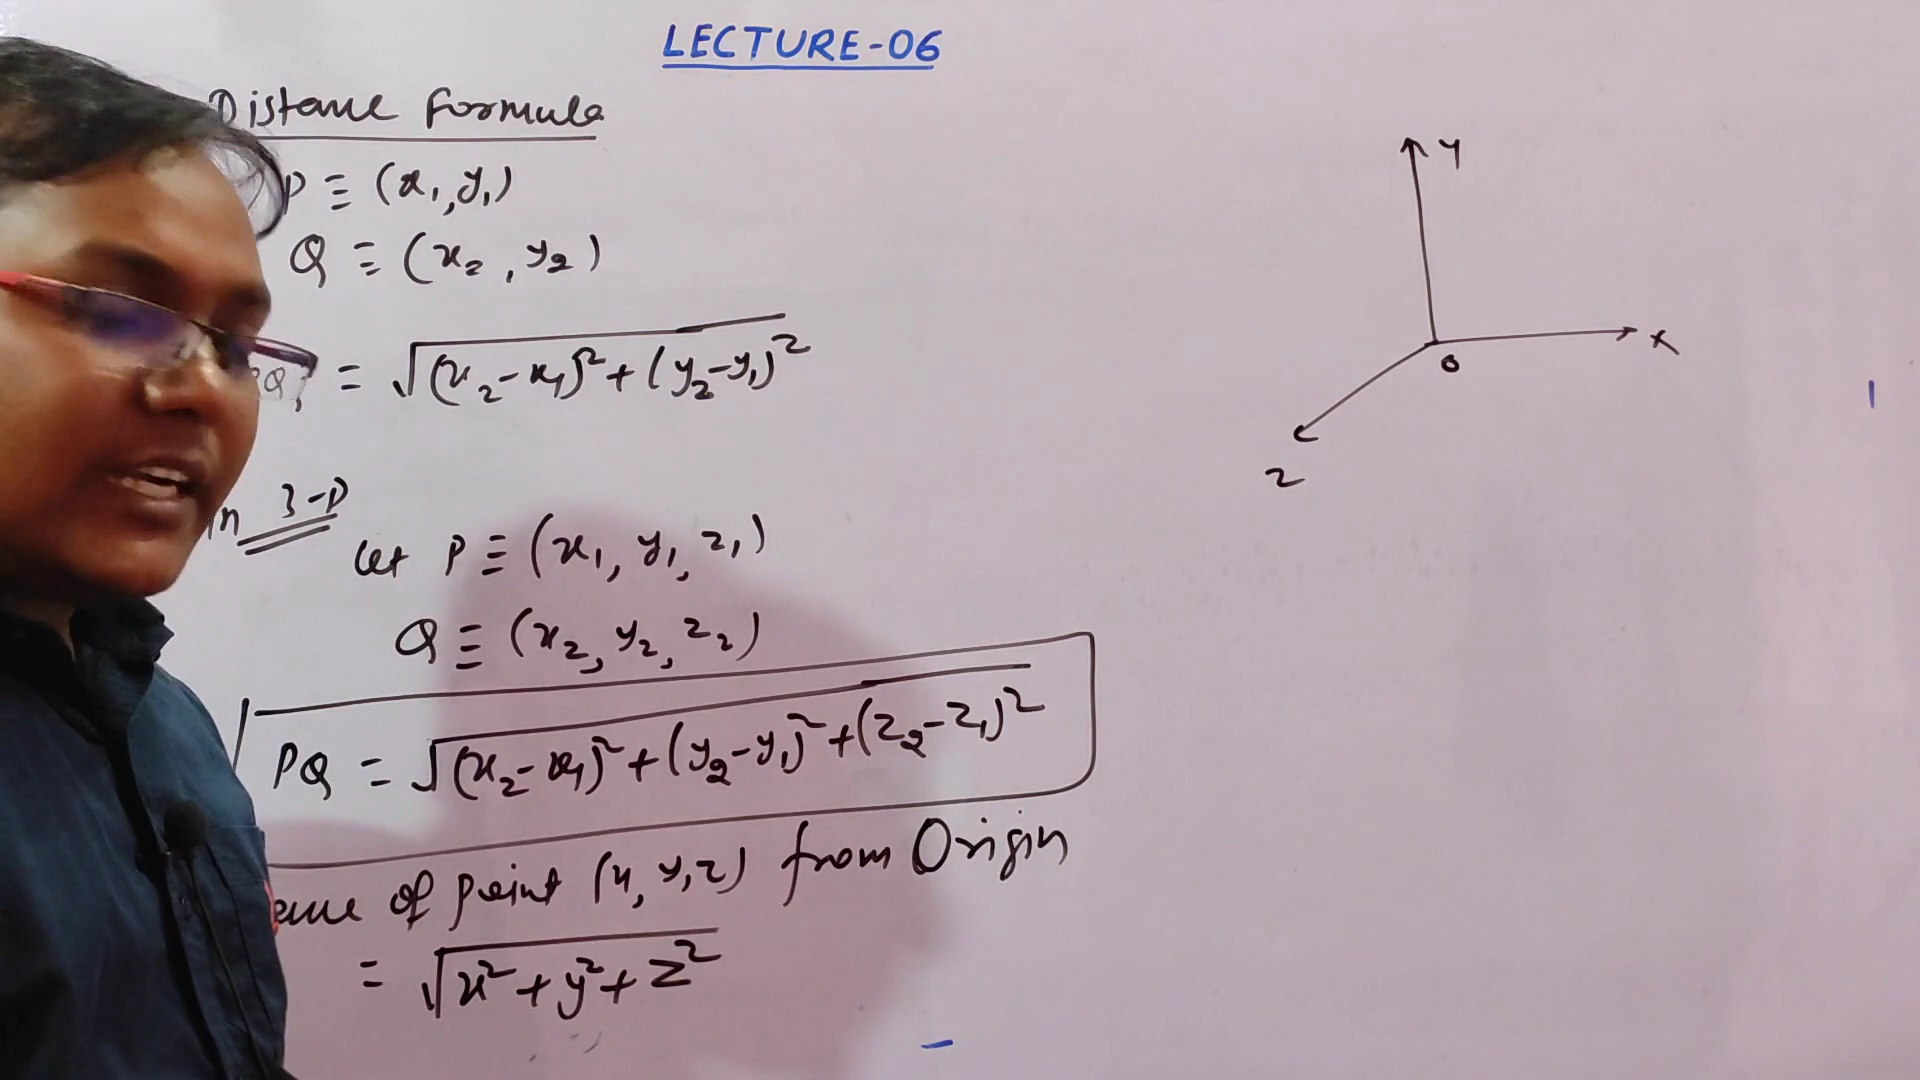 LECTURE-06
Distance Formula
P ≡ (x₁, y₁)
Q ≡ (x₂, y₂)
PQ = √(x₂-x₁)²+(y₂-y₁)²
In 3-D
let P ≡ (x₁, y₁, z₁)
Q ≡ (x₂, y₂, z₂)
PQ = √(x₂-x₁)²+(y₂-y₁)²+(z₂-z₁)²
of point (x, y, z) from Origin
= √x²+y²+z²
Y
X
O
Z